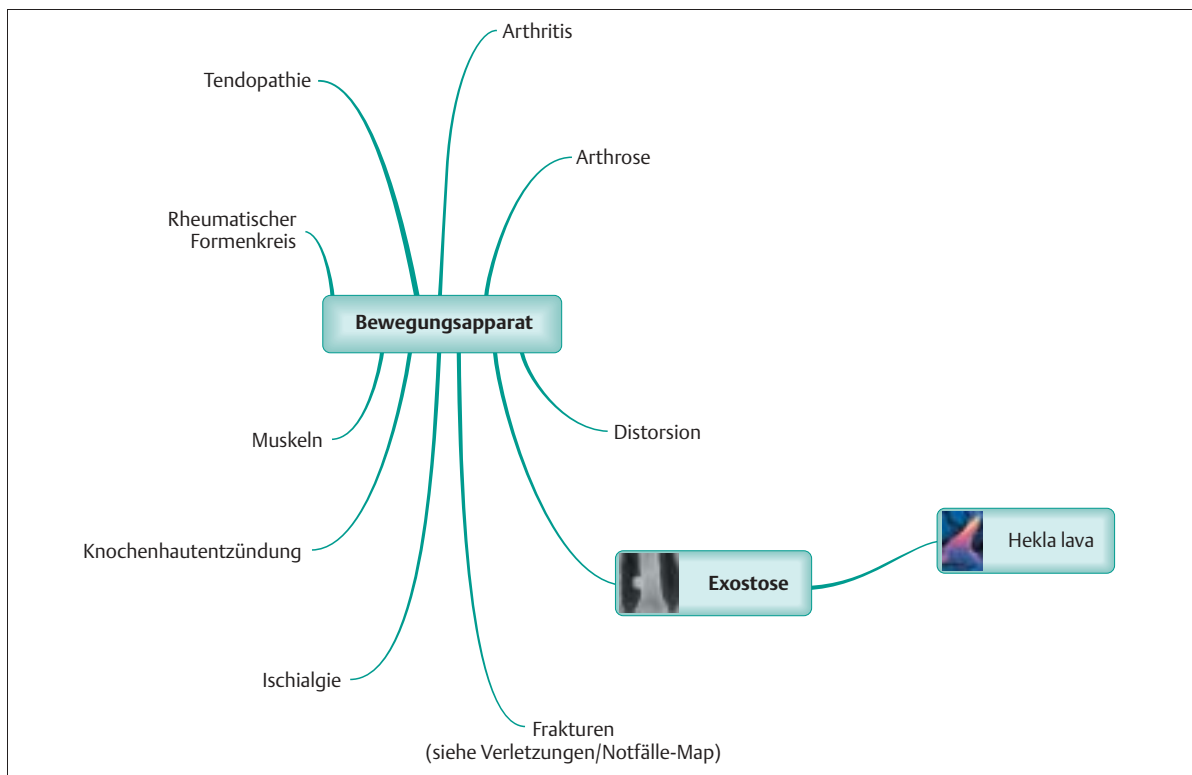 Arthritis
Tendopathie
Arthrose
Rheumatischer
Formenkreis
Bewegungsapparat
Muskeln
Distorsion
Knochenhautentzündung
Hekla lava
Exostose
Ischialgie
Frakturen
(siehe Verletzungen/Notfälle-Map)